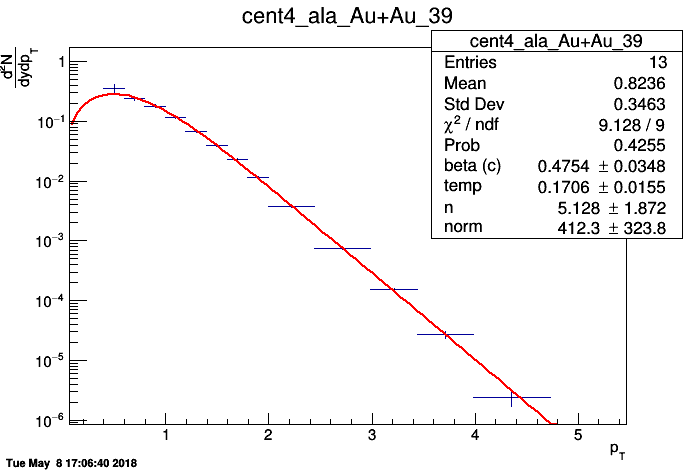 cent4_ala_Au+Au_39
d²N
dydp_T
cent4_ala_Au+Au_39
Entries 13
Mean 0.8236
Std Dev 0.3463
χ² / ndf 9.128 / 9
Prob 0.4255
beta (c) 0.4754 ± 0.0348
temp 0.1706 ± 0.0155
n 5.128 ± 1.872
norm 412.3 ± 323.8
1
10⁻¹
10⁻²
10⁻³
10⁻⁴
10⁻⁵
10⁻⁶
1 2 3 4 5
p_T
Tue May 8 17:06:40 2018